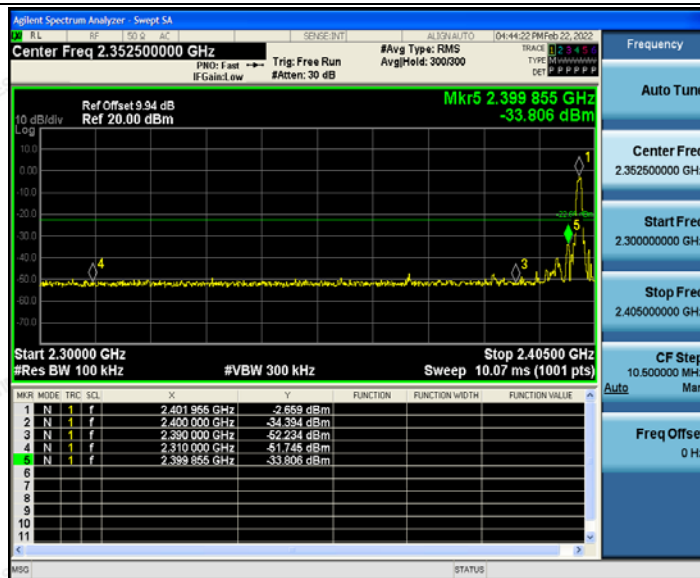 Agilent Spectrum Analyzer - Swept SA
RL RF 50 Ω AC SENSE:INT ALIGN AUTO 04:44:22 PM Feb 22, 2022
Center Freq 2.352500000 GHz
PNO: Fast
IFGain:Low
Trig: Free Run
#Atten: 30 dB
#Avg Type: RMS
Avg|Hold: 300/300
TRACE 1 2 3 4 5 6
TYPE M
DET P P P P P P
Frequency
Auto Tune
Center Freq
2.352500000 GHz
Start Freq
2.300000000 GHz
Stop Freq
2.405000000 GHz
CF Step
10.500000 MHz
Auto Man
Freq Offset
0 Hz
Mkr5 2.399 855 GHz
-33.806 dBm
Ref Offset 9.94 dB
10 dB/div Ref 20.00 dBm
Log
10.0
0.00
-10.0
-20.0
-30.0
-40.0
-50.0
-60.0
-70.0
1
5
4
3
Start 2.30000 GHz Stop 2.40500 GHz
#Res BW 100 kHz #VBW 300 kHz Sweep 10.07 ms (1001 pts)
MKR MODE TRC SCL X Y FUNCTION FUNCTION WIDTH FUNCTION VALUE
1 N 1 f 2.401 955 GHz -2.659 dBm
2 N 1 f 2.400 000 GHz -34.394 dBm
3 N 1 f 2.390 000 GHz -52.234 dBm
4 N 1 f 2.310 000 GHz -51.745 dBm
5 N 1 f 2.399 855 GHz -33.806 dBm
6
7
8
9
10
11
MSG STATUS